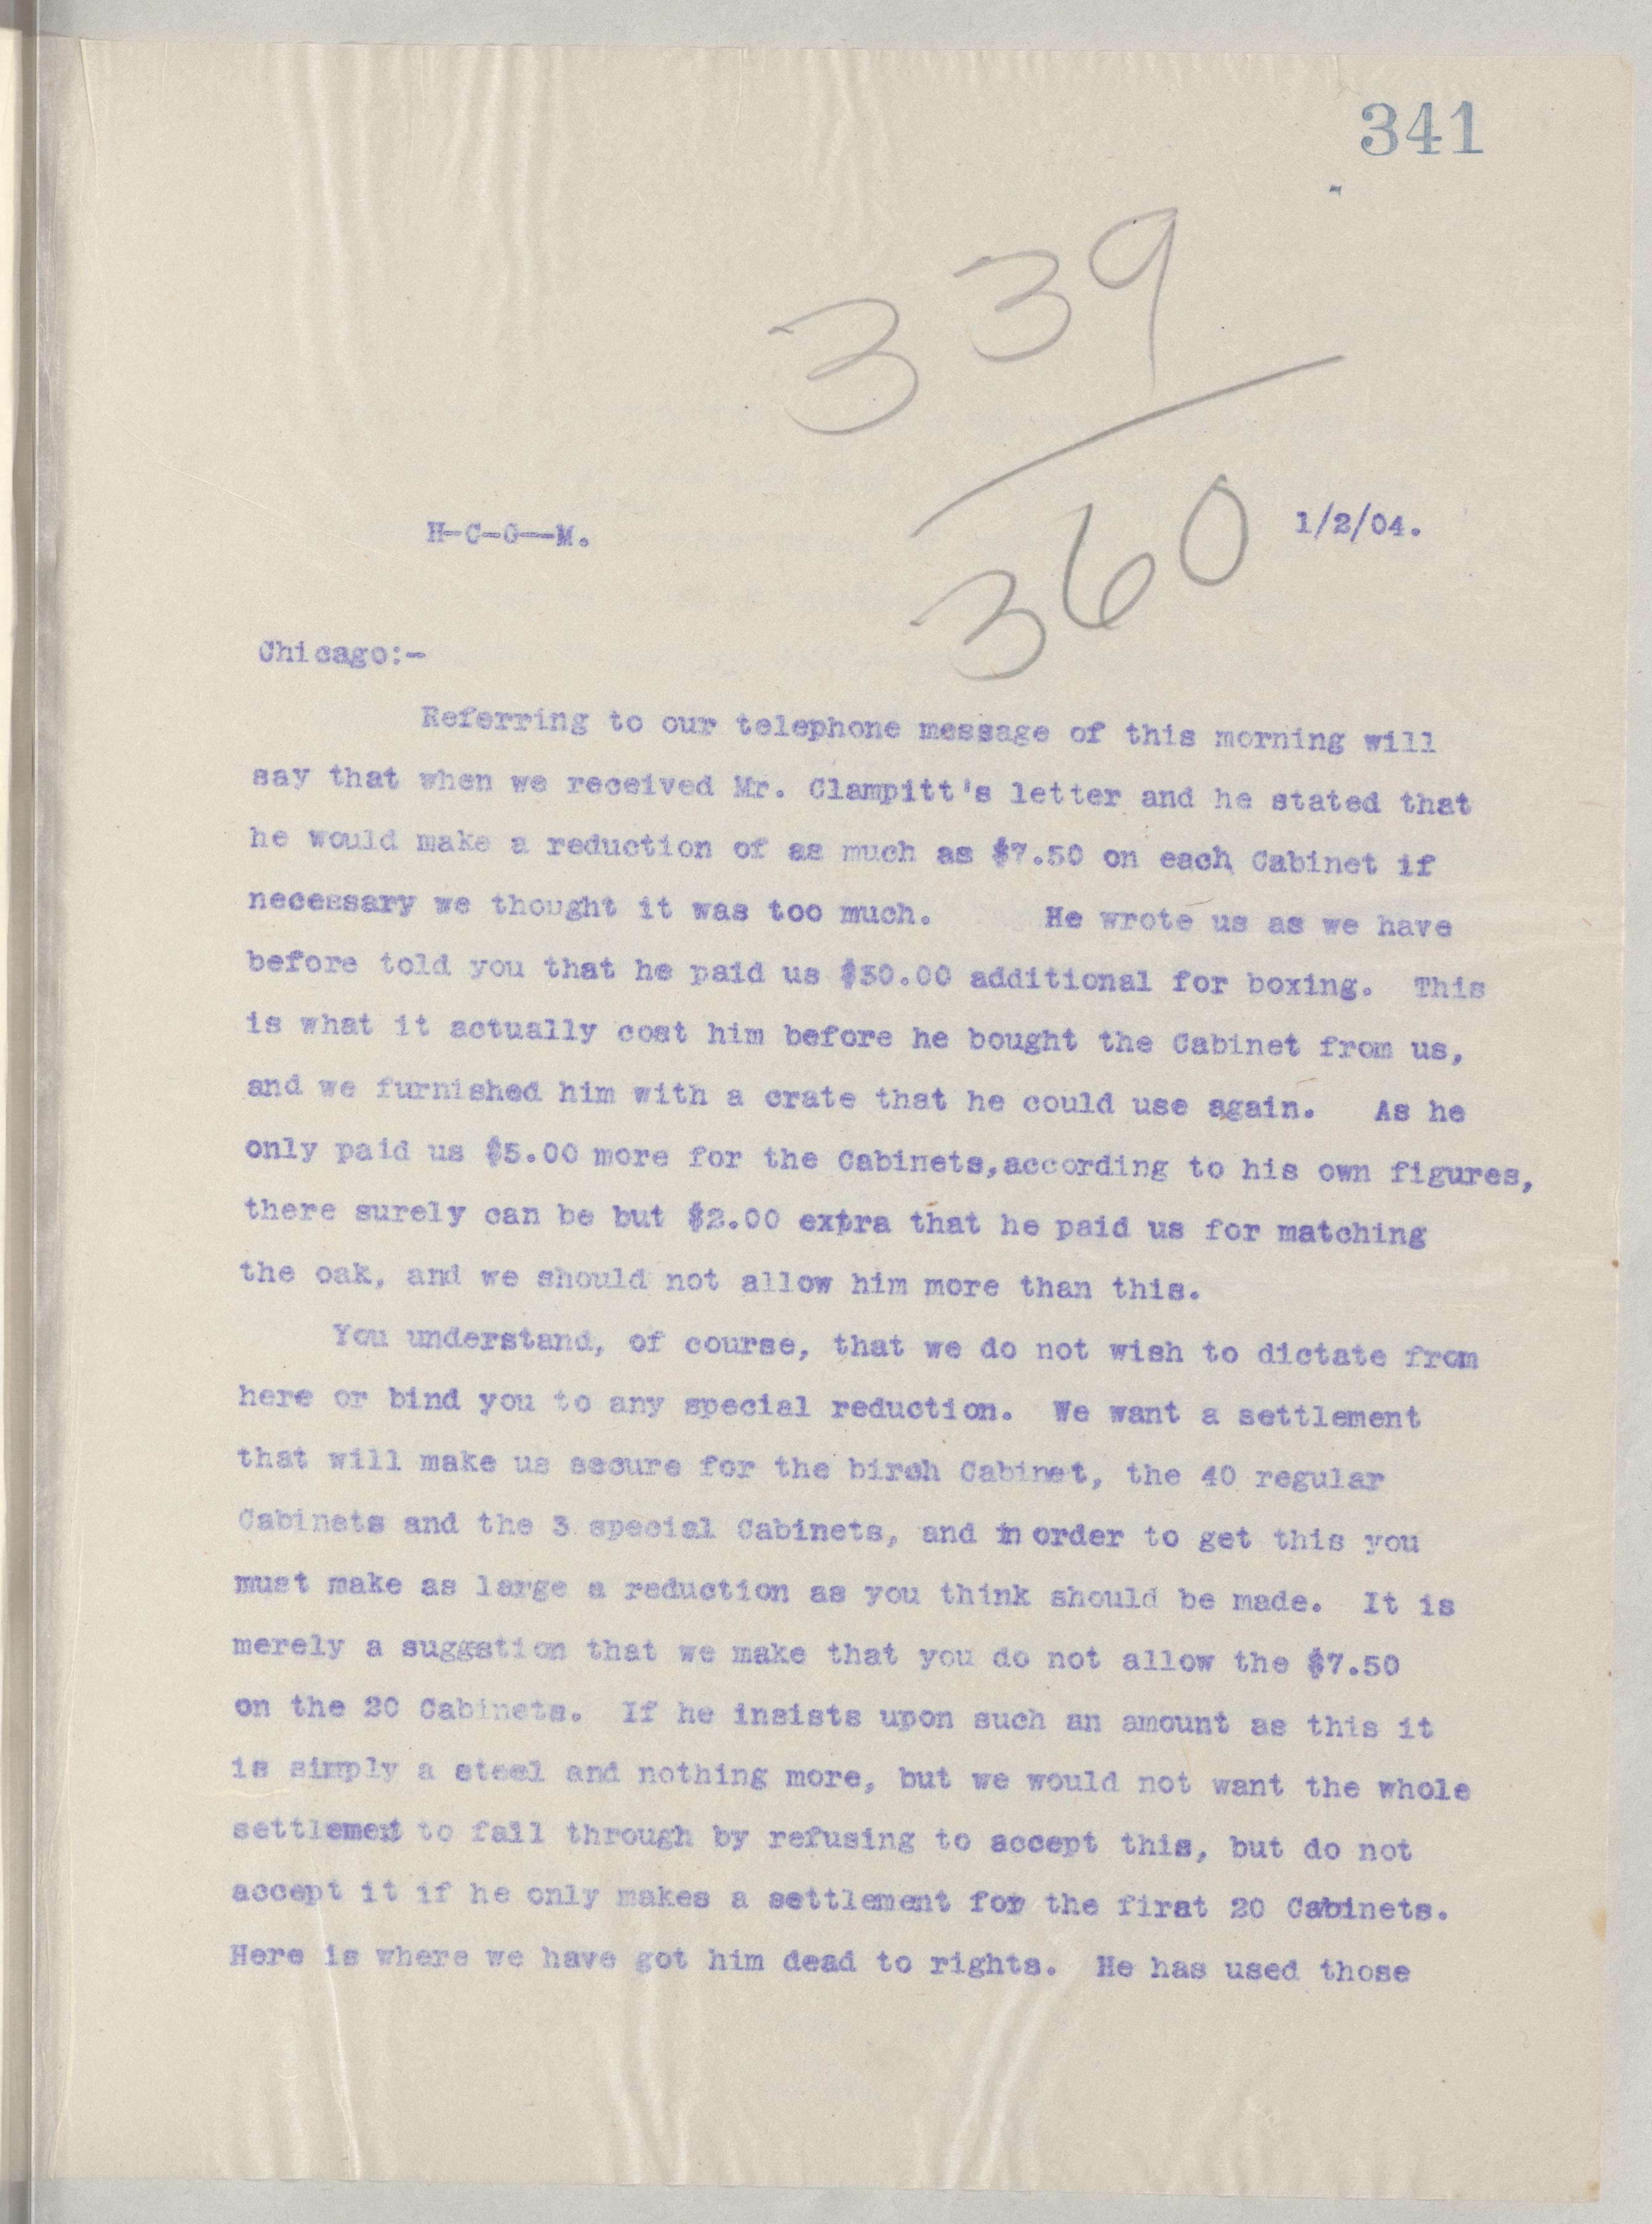 341
339
360
H-C-O--M. 1/2/04.
Chicago:-
Referring to our telephone message of this morning will
say that when we received Mr. Clampitt's letter and he stated that
he would make a reduction of as much as $7.50 on each Cabinet if
necessary we thought it was too much. He wrote us as we have
before told you that he paid us $30.00 additional for boxing. This
is what it actually cost him before he bought the Cabinet from us,
and we furnished him with a crate that he could use again. As he
only paid us $5.00 more for the Cabinets,according to his own figures,
there surely can be but $2.00 extra that he paid us for matching
the oak, and we should not allow him more than this.
You understand, of course, that we do not wish to dictate from
here or bind you to any special reduction. We want a settlement
that will make us secure for the birch Cabinet, the 40 regular
Cabinets and the 3 special Cabinets, and in order to get this you
must make as large a reduction as you think should be made. It is
merely a suggstion that we make that you do not allow the $7.50
on the 20 Cabinets. If he insists upon such an amount as this it
is simply a steel and nothing more, but we would not want the whole
settlement to fall through by refusing to accept this, but do not
accept it if he only makes a settlement for the first 20 Cabinets.
Here is where we have got him dead to rights. He has used those